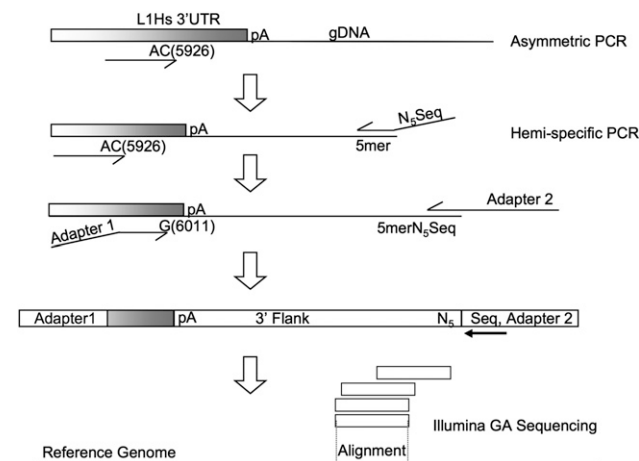 L1Hs 3'UTR
pA gDNA
AC(5926)
Asymmetric PCR
pA
N5Seq
Hemi-specific PCR
AC(5926)
5mer
pA
Adapter 2
Adapter 1
G(6011)
5merN5Seq
Adapter1 pA 3' Flank N5 Seq, Adapter 2
Illumina GA Sequencing
Reference Genome
Alignment